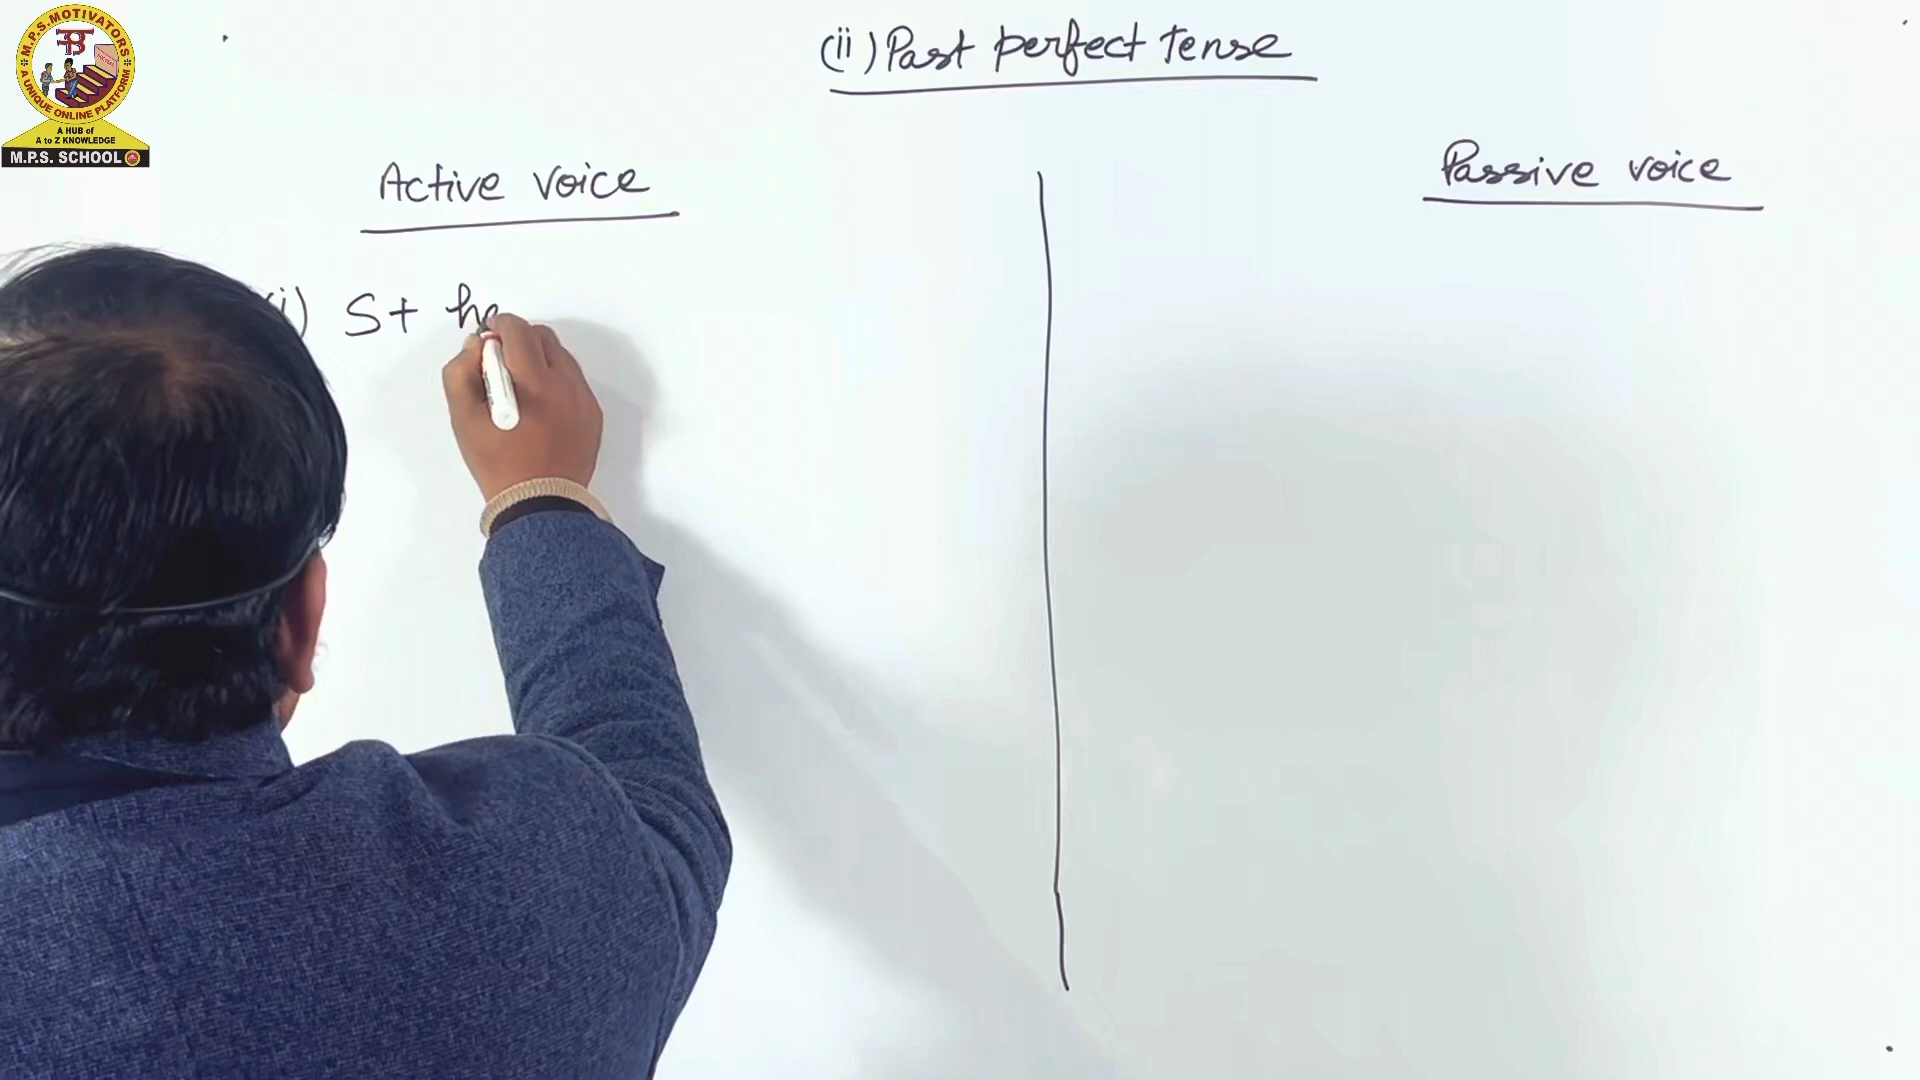 M.P.S.MOTIVATORS
A UNIQUE ONLINE PLATFORM
A HUB of
A to Z KNOWLEDGE
M.P.S. SCHOOL
(ii) Past perfect tense
Active voice
Passive voice
i) S+